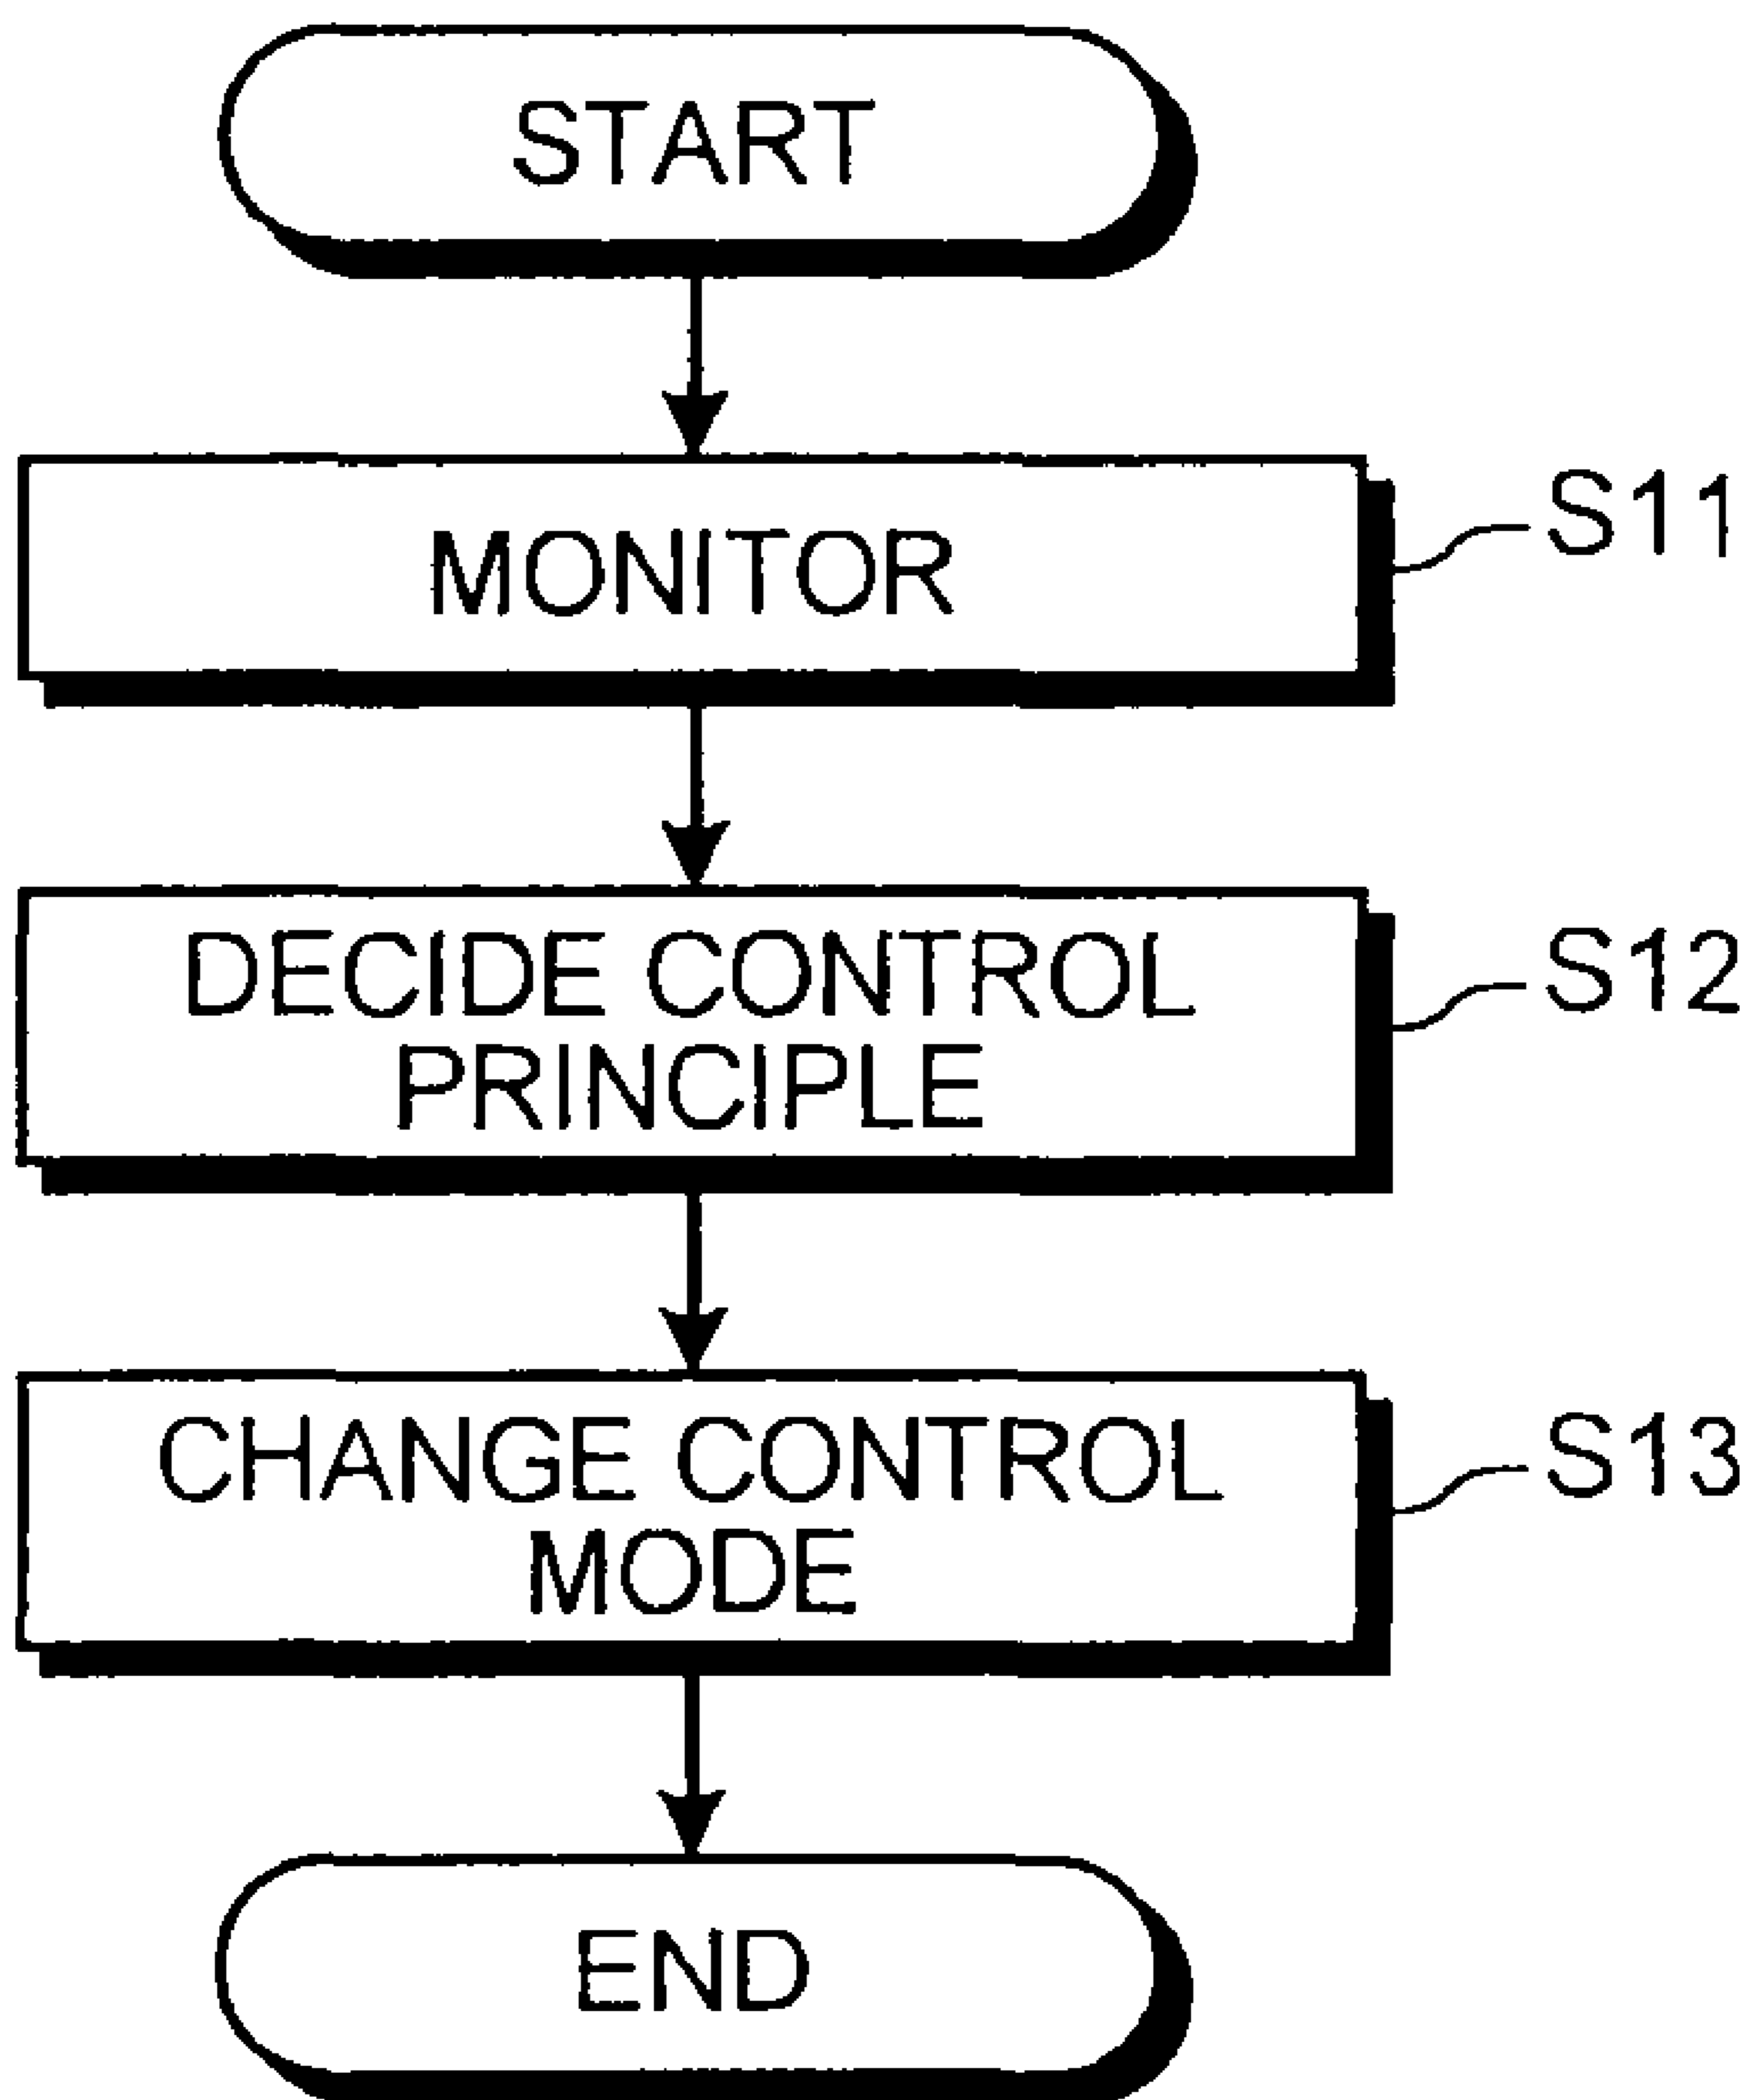 START
MONITOR
S11
DECIDE CONTROL
PRINCIPLE
S12
CHANGE CONTROL
MODE
S13
END